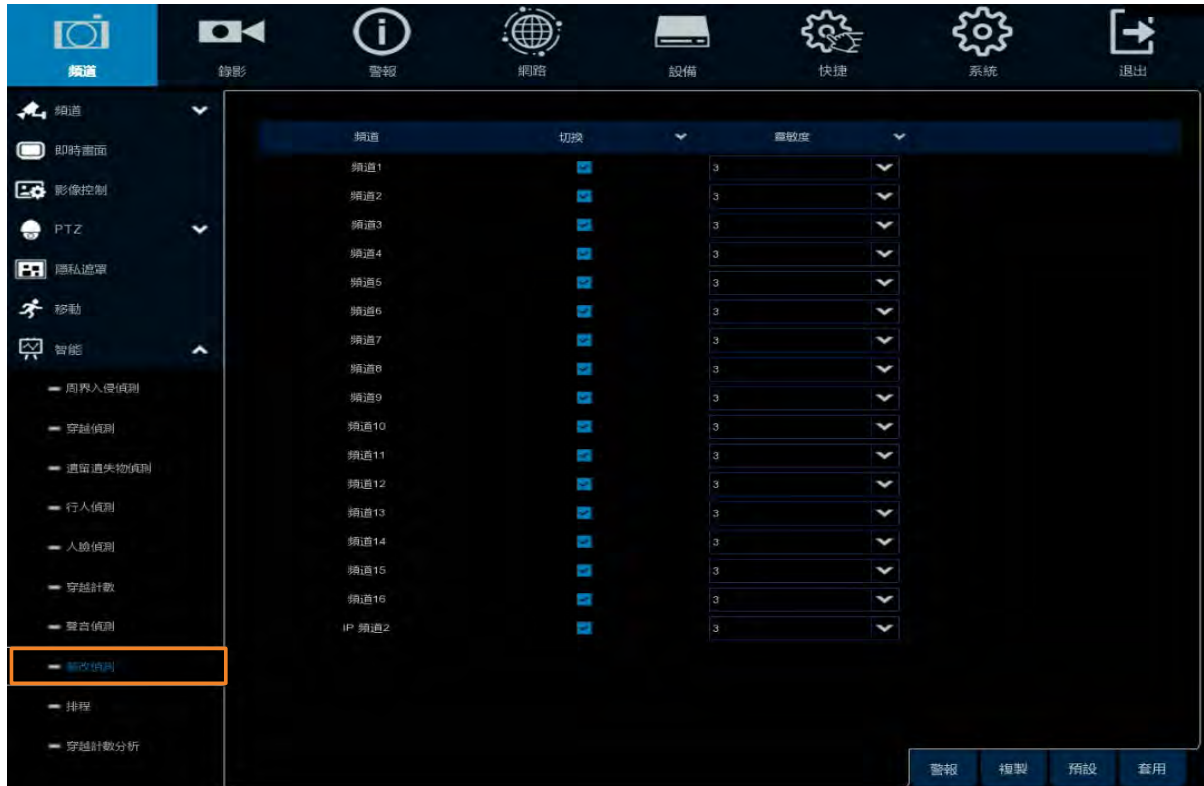 頻道 錄影 警報 網路 設備 快捷 系統 退出
頻道
即時畫面
影像控制
PTZ
隱私遮罩
移動
智能
周界入侵偵測
穿越偵測
遺留遺失物偵測
行人偵測
人臉偵測
穿越計數
聲音偵測
竄改偵測
排程
穿越計數分析
頻道 切換 靈敏度
頻道1 3
頻道2 3
頻道3 3
頻道4 3
頻道5 3
頻道6 3
頻道7 3
頻道8 3
頻道9 3
頻道10 3
頻道11 3
頻道12 3
頻道13 3
頻道14 3
頻道15 3
頻道16 3
IP 頻道2 3
警報 複製 預設 套用